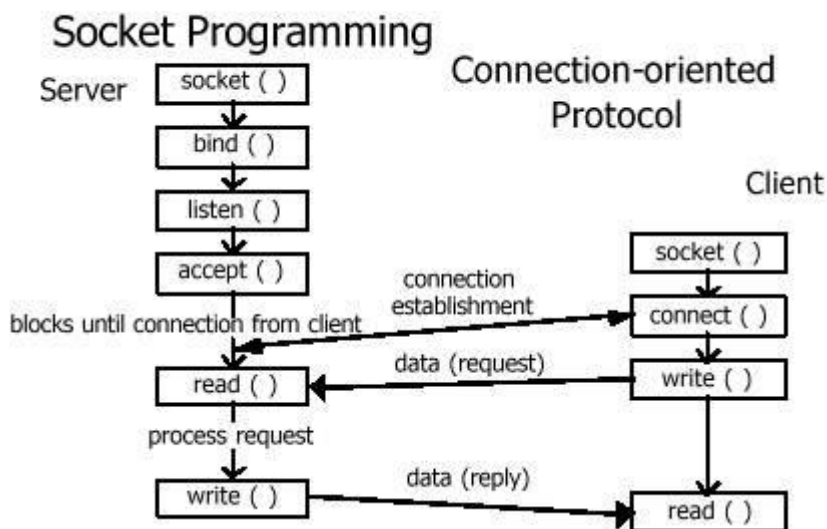 Socket Programming
Connection-oriented
Protocol
Server
socket ( )
bind ( )
listen ( )
accept ( )
blocks until connection from client
read ( )
process request
write ( )
connection
establishment
data (request)
data (reply)
Client
socket ( )
connect ( )
write ( )
read ( )